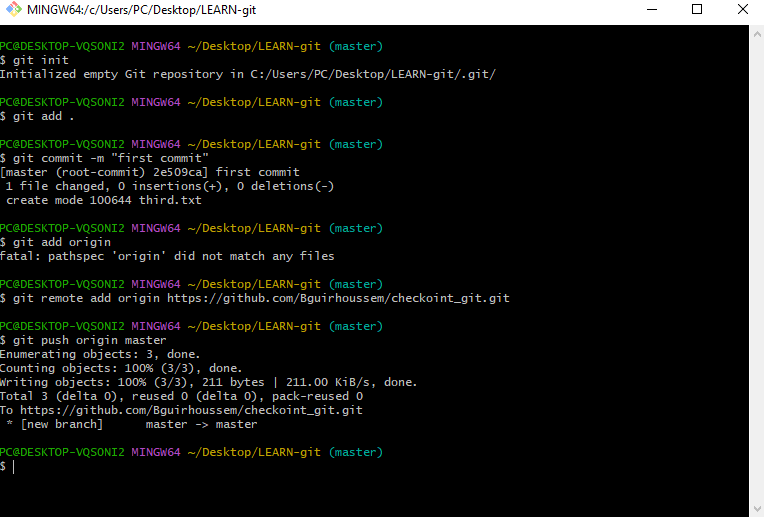 MINGW64:/c/Users/PC/Desktop/LEARN-git
PC@DESKTOP-VQSONI2 MINGW64 ~/Desktop/LEARN-git (master)
$ git init
Initialized empty Git repository in C:/Users/PC/Desktop/LEARN-git/.git/
PC@DESKTOP-VQSONI2 MINGW64 ~/Desktop/LEARN-git (master)
$ git add .
PC@DESKTOP-VQSONI2 MINGW64 ~/Desktop/LEARN-git (master)
$ git commit -m "first commit"
[master (root-commit) 2e509ca] first commit
 1 file changed, 0 insertions(+), 0 deletions(-)
 create mode 100644 third.txt
PC@DESKTOP-VQSONI2 MINGW64 ~/Desktop/LEARN-git (master)
$ git add origin
fatal: pathspec 'origin' did not match any files
PC@DESKTOP-VQSONI2 MINGW64 ~/Desktop/LEARN-git (master)
$ git remote add origin https://github.com/Bguirhoussem/checkoint_git.git
PC@DESKTOP-VQSONI2 MINGW64 ~/Desktop/LEARN-git (master)
$ git push origin master
Enumerating objects: 3, done.
Counting objects: 100% (3/3), done.
Writing objects: 100% (3/3), 211 bytes | 211.00 KiB/s, done.
Total 3 (delta 0), reused 0 (delta 0), pack-reused 0
To https://github.com/Bguirhoussem/checkoint_git.git
 * [new branch]      master -> master
PC@DESKTOP-VQSONI2 MINGW64 ~/Desktop/LEARN-git (master)
$